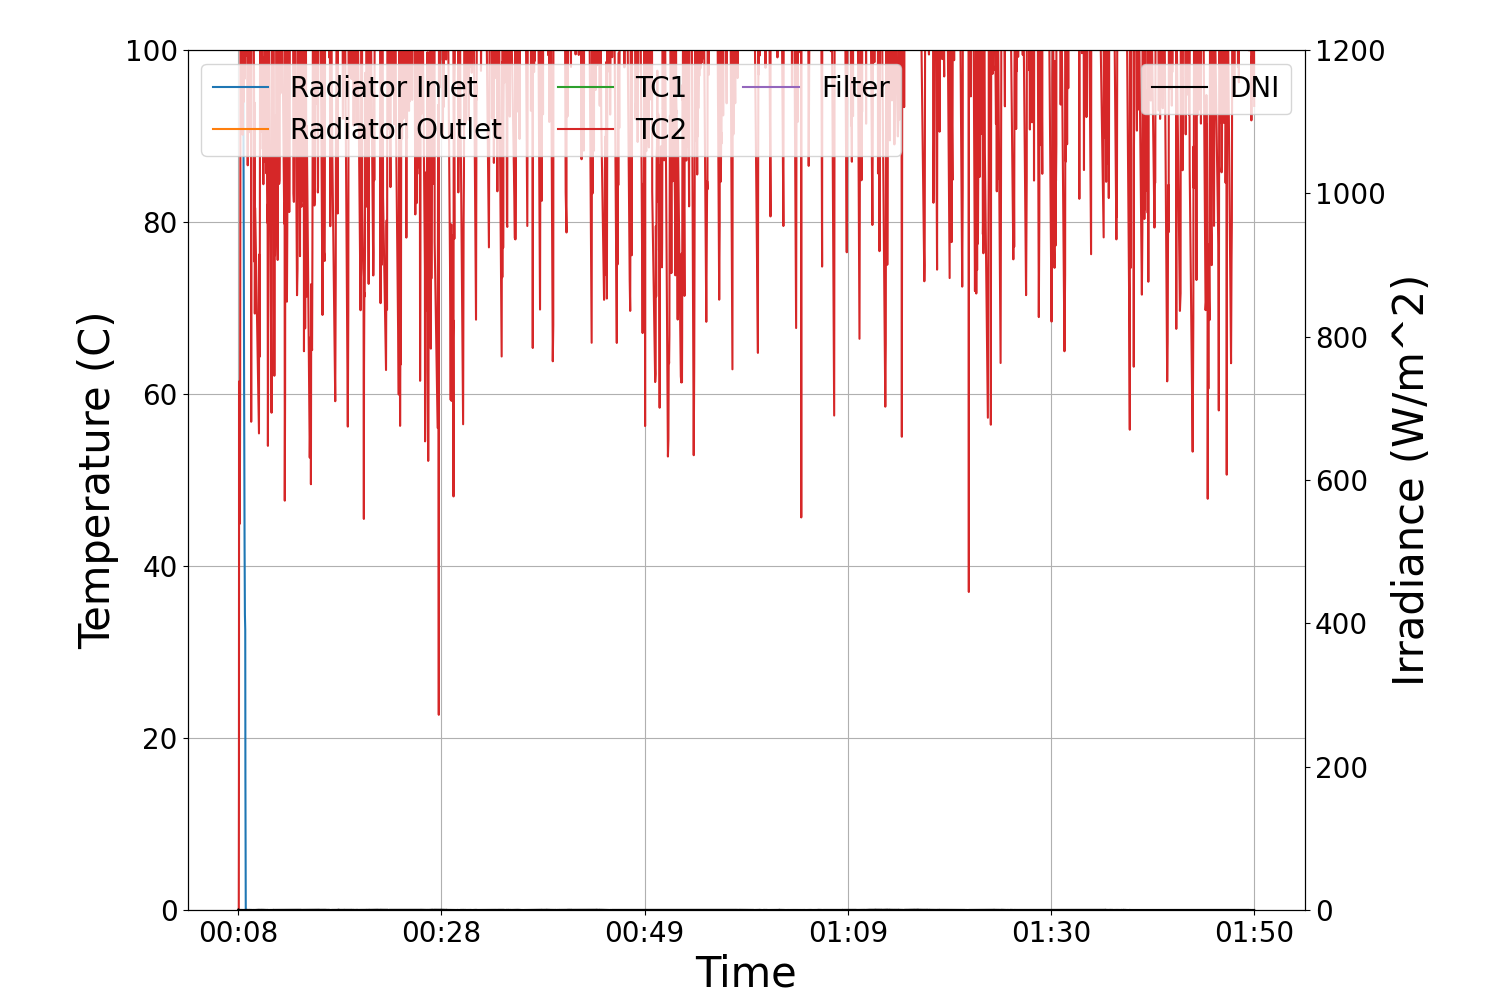 100
80
60
40
20
0
Temperature (C)
Radiator Inlet
Radiator Outlet
TC1
TC2
Filter
DNI
1200
1000
800
600
400
200
0
Irradiance (W/m^2)
00:08 00:28 00:49 01:09 01:30 01:50
Time